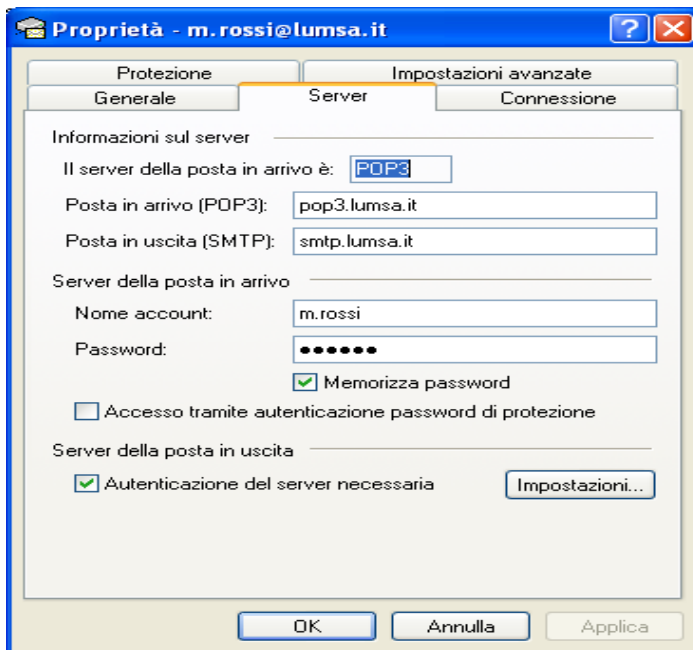 Proprietà - m.rossi@lumsa.it
Protezione Impostazioni avanzate
Generale Server Connessione
Informazioni sul server
Il server della posta in arrivo è: POP3
Posta in arrivo (POP3): pop3.lumsa.it
Posta in uscita (SMTP): smtp.lumsa.it
Server della posta in arrivo
Nome account: m.rossi
Password: ●●●●●●
Memorizza password
Accesso tramite autenticazione password di protezione
Server della posta in uscita
Autenticazione del server necessaria Impostazioni...
OK Annulla Applica